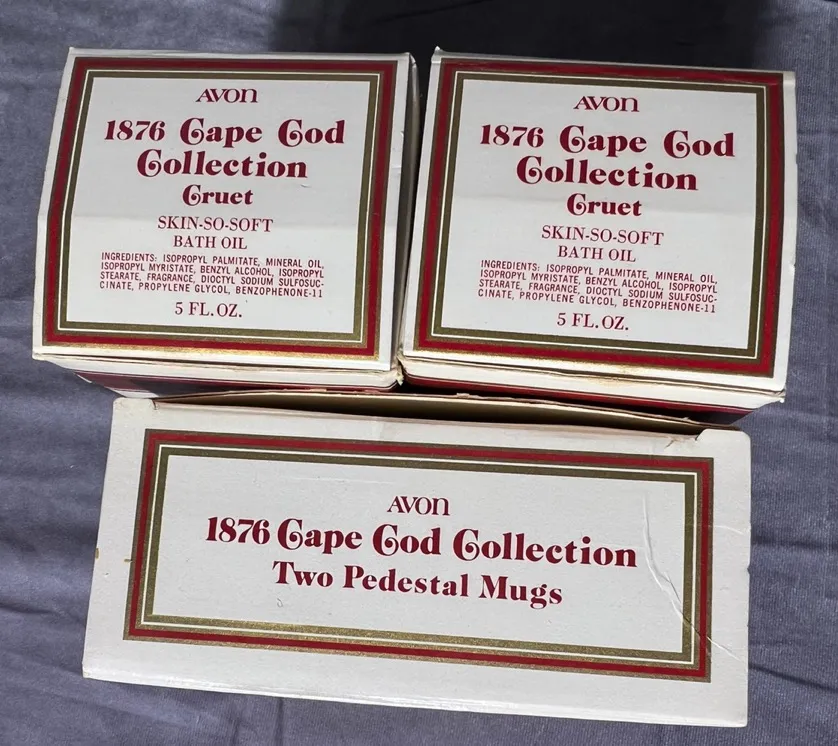 AVON
1876 Cape Cod
Collection
Cruet
SKIN-SO-SOFT
BATH OIL
INGREDIENTS: ISOPROPYL PALMITATE, MINERAL OIL,
ISOPROPYL MYRISTATE, BENZYL ALCOHOL, ISOPROPYL
STEARATE, FRAGRANCE, DIOCTYL SODIUM SULFOSUC-
CINATE, PROPYLENE GLYCOL, BENZOPHENONE-11
5 FL.OZ.
AVON
1876 Cape Cod
Collection
Cruet
SKIN-SO-SOFT
BATH OIL
INGREDIENTS: ISOPROPYL PALMITATE, MINERAL OIL,
ISOPROPYL MYRISTATE, BENZYL ALCOHOL, ISOPROPYL
STEARATE, FRAGRANCE, DIOCTYL SODIUM SULFOSUC-
CINATE, PROPYLENE GLYCOL, BENZOPHENONE-11
5 FL.OZ.
AVON
1876 Cape Cod Collection
Two Pedestal Mugs